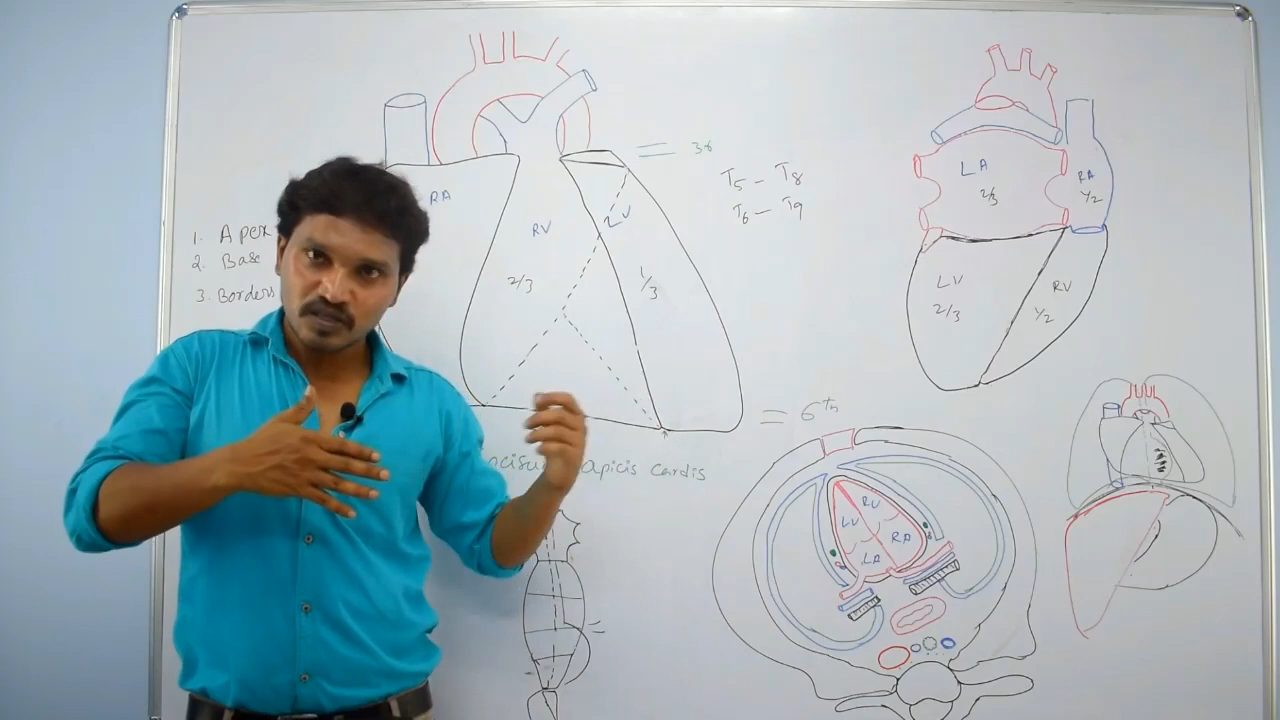 1. Apex
2. Base
3. Borders
RA
RV
2/3
LV
1/3
= 3rd
T5 - T8
T6 - T9
= 6th
apicis cordis
LA
2/3
RA
1/2
LV
2/3
RV
1/2
RV
LV
RA
LA